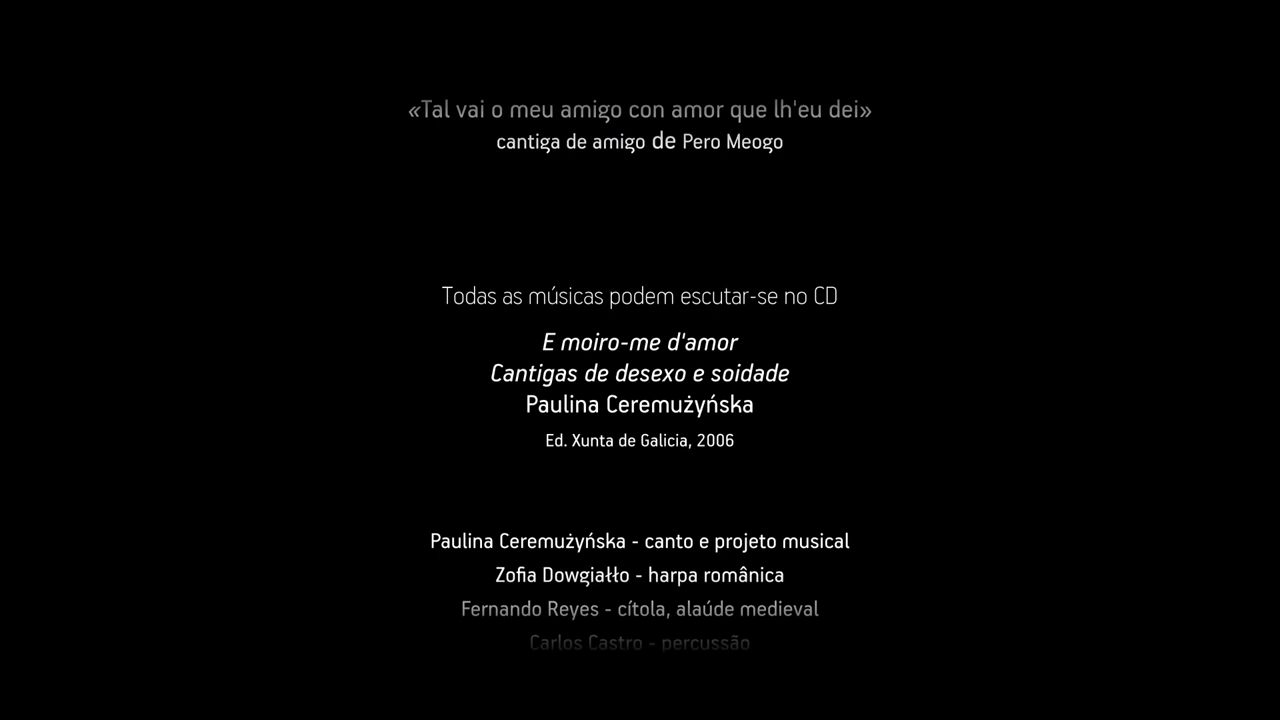 «Tal vai o meu amigo con amor que lh'eu dei»
cantiga de amigo de Pero Meogo
Todas as músicas podem escutar-se no CD
E moiro-me d'amor
Cantigas de desexo e soidade
Paulina Ceremużyńska
Ed. Xunta de Galicia, 2006
Paulina Ceremużyńska - canto e projeto musical
Zofia Dowgiałło - harpa românica
Fernando Reyes - cítola, alaúde medieval
Carlos Castro - percussão